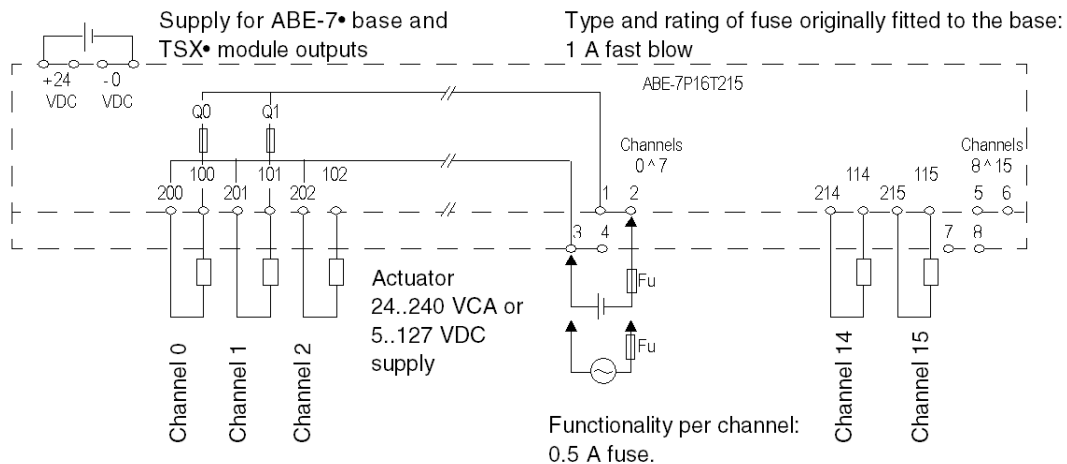 Supply for ABE-7• base and
TSX• module outputs
Type and rating of fuse originally fitted to the base:
1 A fast blow
+24
VDC
-0
VDC
ABE-7P16T215
Q0
Q1
Channels
0 ^ 7
Channels
8 ^ 15
200
100
201
101
202
102
1
2
214
114
215
115
5
6
3
4
7
8
Actuator
24..240 VCA or
5..127 VDC
supply
Fu
Fu
Channel 0
Channel 1
Channel 2
Channel 14
Channel 15
Functionality per channel:
0.5 A fuse.